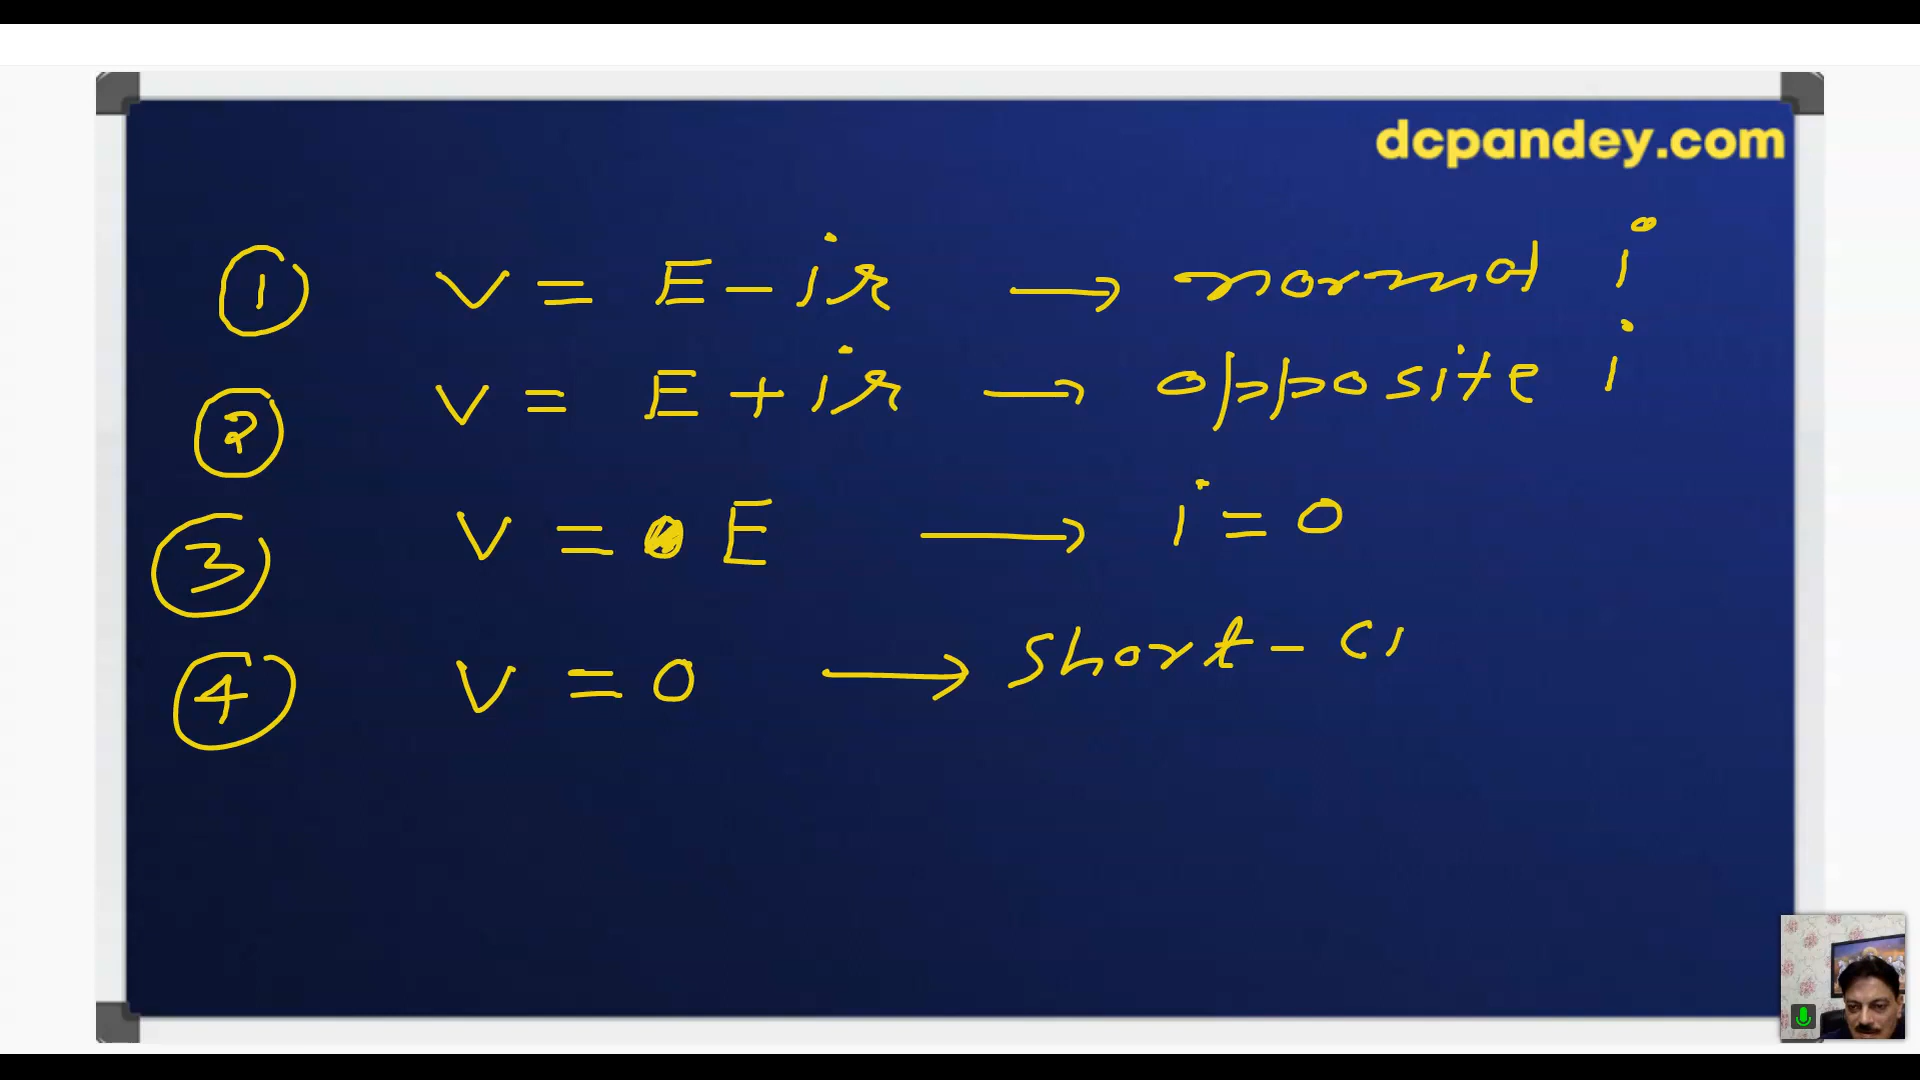 dcpandey.com
① V = E - ir → normal i
② V = E + ir → opposite i
③ V = E → i = 0
④ V = 0 → short -